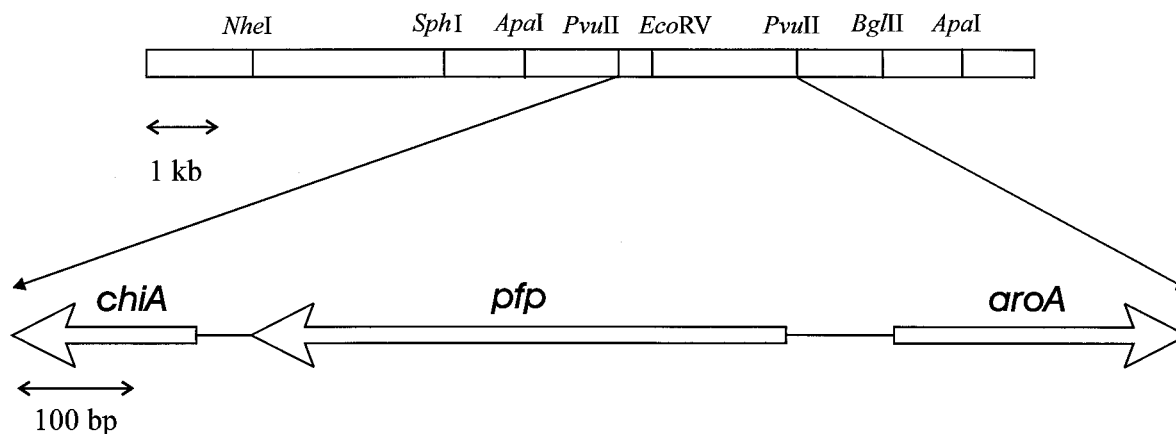 NheI SphI ApaI PvuII EcoRV PvuII BglII ApaI
1 kb
chiA pfp aroA
100 bp